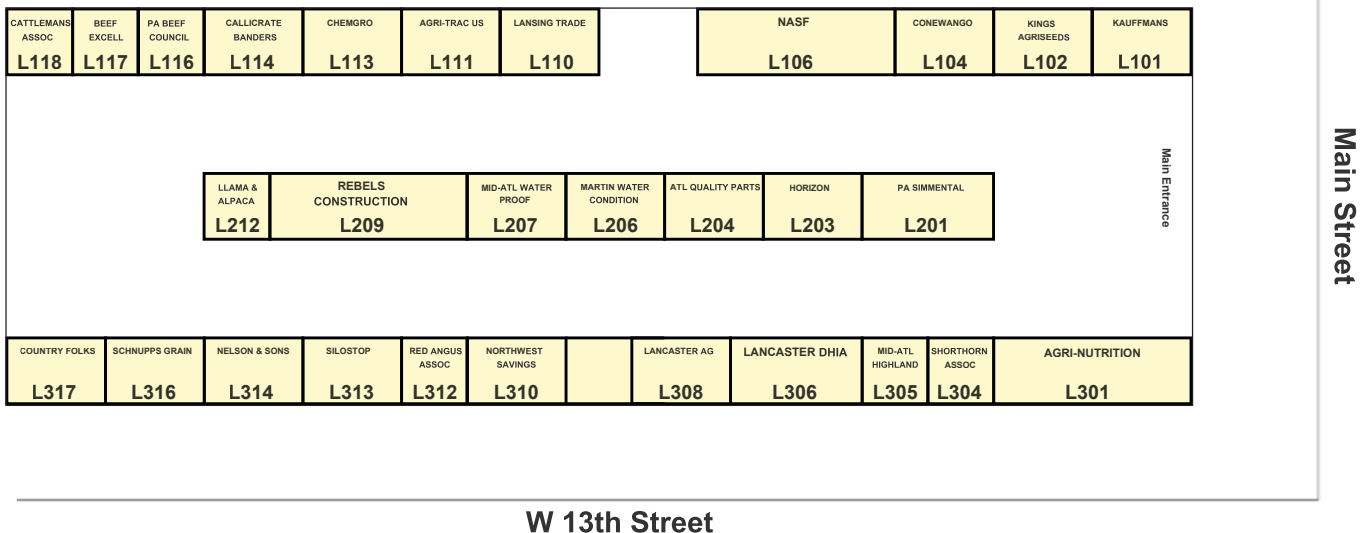 CATTLEMANS
ASSOC
L118
BEEF
EXCELL
L117
PA BEEF
COUNCIL
L116
CALLICRATE
BANDERS
L114
CHEMGRO
L113
AGRI-TRAC US
L111
LANSING TRADE
L110
NASF
L106
CONEWANGO
L104
KINGS
AGRISEEDS
L102
KAUFFMANS
L101
Main Entrance
Main Street
LLAMA &
ALPACA
L212
REBELS
CONSTRUCTION
L209
MID-ATL WATER
PROOF
L207
MARTIN WATER
CONDITION
L206
ATL QUALITY PARTS
L204
HORIZON
L203
PA SIMMENTAL
L201
COUNTRY FOLKS
L317
SCHNUPPS GRAIN
L316
NELSON & SONS
L314
SILOSTOP
L313
RED ANGUS
ASSOC
L312
NORTHWEST
SAVINGS
L310
LANCASTER AG
L308
LANCASTER DHIA
L306
MID-ATL
HIGHLAND
L305
SHORTHORN
ASSOC
L304
AGRI-NUTRITION
L301
W 13th Street